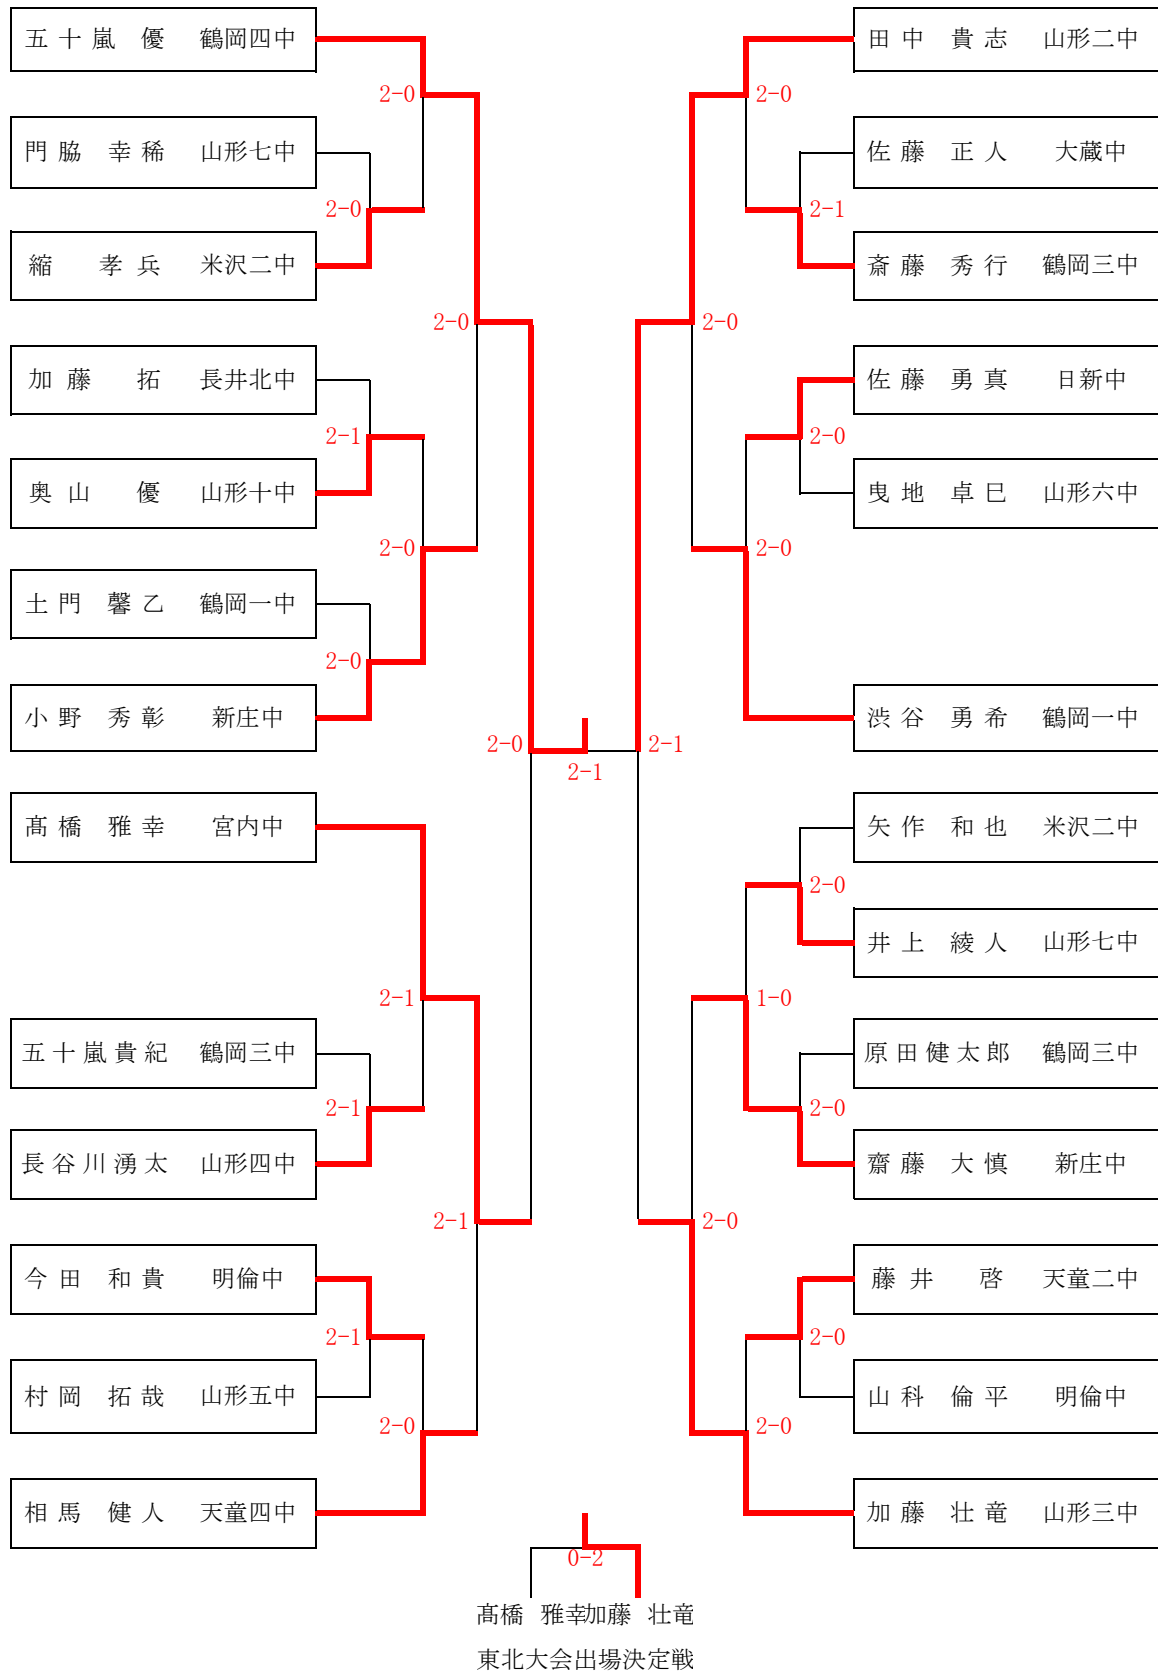 五十嵐 優 鶴岡四中
2-0
門脇 幸稀 山形七中
2-0
縮 孝兵 米沢二中
2-0
加藤 拓 長井北中
2-1
奥山 優 山形十中
2-0
土門 馨乙 鶴岡一中
2-0
小野 秀彰 新庄中
2-0
髙橋 雅幸 宮内中
2-1
五十嵐貴紀 鶴岡三中
2-1
長谷川湧太 山形四中
2-1
今田 和貴 明倫中
2-1
村岡 拓哉 山形五中
2-0
相馬 健人 天童四中
2-1
田中 貴志 山形二中
2-0
佐藤 正人 大蔵中
2-1
斎藤 秀行 鶴岡三中
2-0
佐藤 勇真 日新中
2-0
曳地 卓巳 山形六中
2-0
渋谷 勇希 鶴岡一中
2-1
矢作 和也 米沢二中
2-0
井上 綾人 山形七中
1-0
原田健太郎 鶴岡三中
2-0
齋藤 大慎 新庄中
2-0
藤井 啓 天童二中
2-0
山科 倫平 明倫中
2-0
加藤 壮竜 山形三中
0-2
髙橋 雅幸加藤 壮竜
東北大会出場決定戦